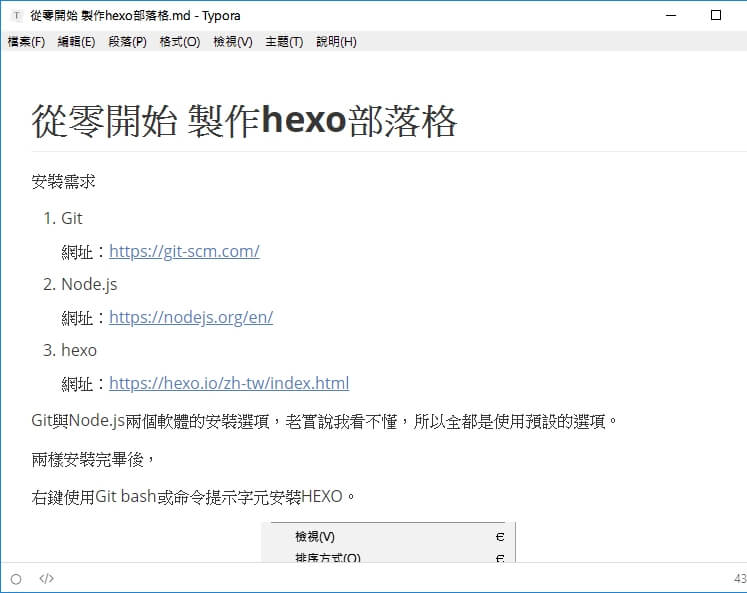 T 從零開始 製作hexo部落格.md - Typora
檔案(F) 編輯(E) 段落(P) 格式(O) 檢視(V) 主題(T) 說明(H)
從零開始 製作hexo部落格
安裝需求
1. Git
網址：https://git-scm.com/
2. Node.js
網址：https://nodejs.org/en/
3. hexo
網址：https://hexo.io/zh-tw/index.html
Git與Node.js兩個軟體的安裝選項，老實說我看不懂，所以全都是使用預設的選項。
兩樣安裝完畢後，
右鍵使用Git bash或命令提示字元安裝HEXO。
檢視(V)
排序方式(O)
</> 43